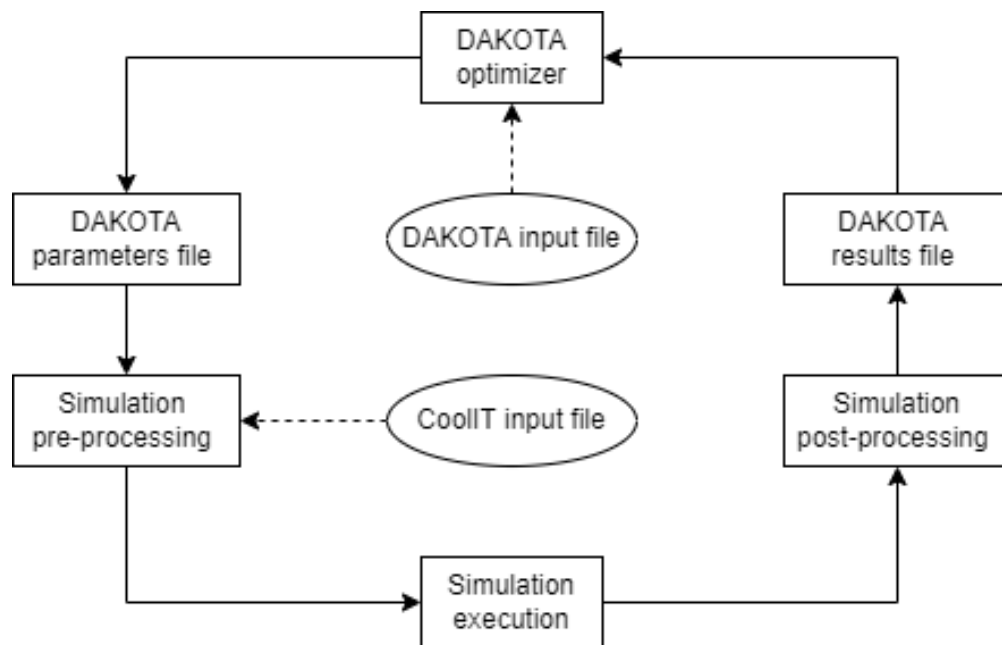 DAKOTA
optimizer
DAKOTA
parameters file
DAKOTA input file
DAKOTA
results file
Simulation
pre-processing
CoolIT input file
Simulation
post-processing
Simulation
execution